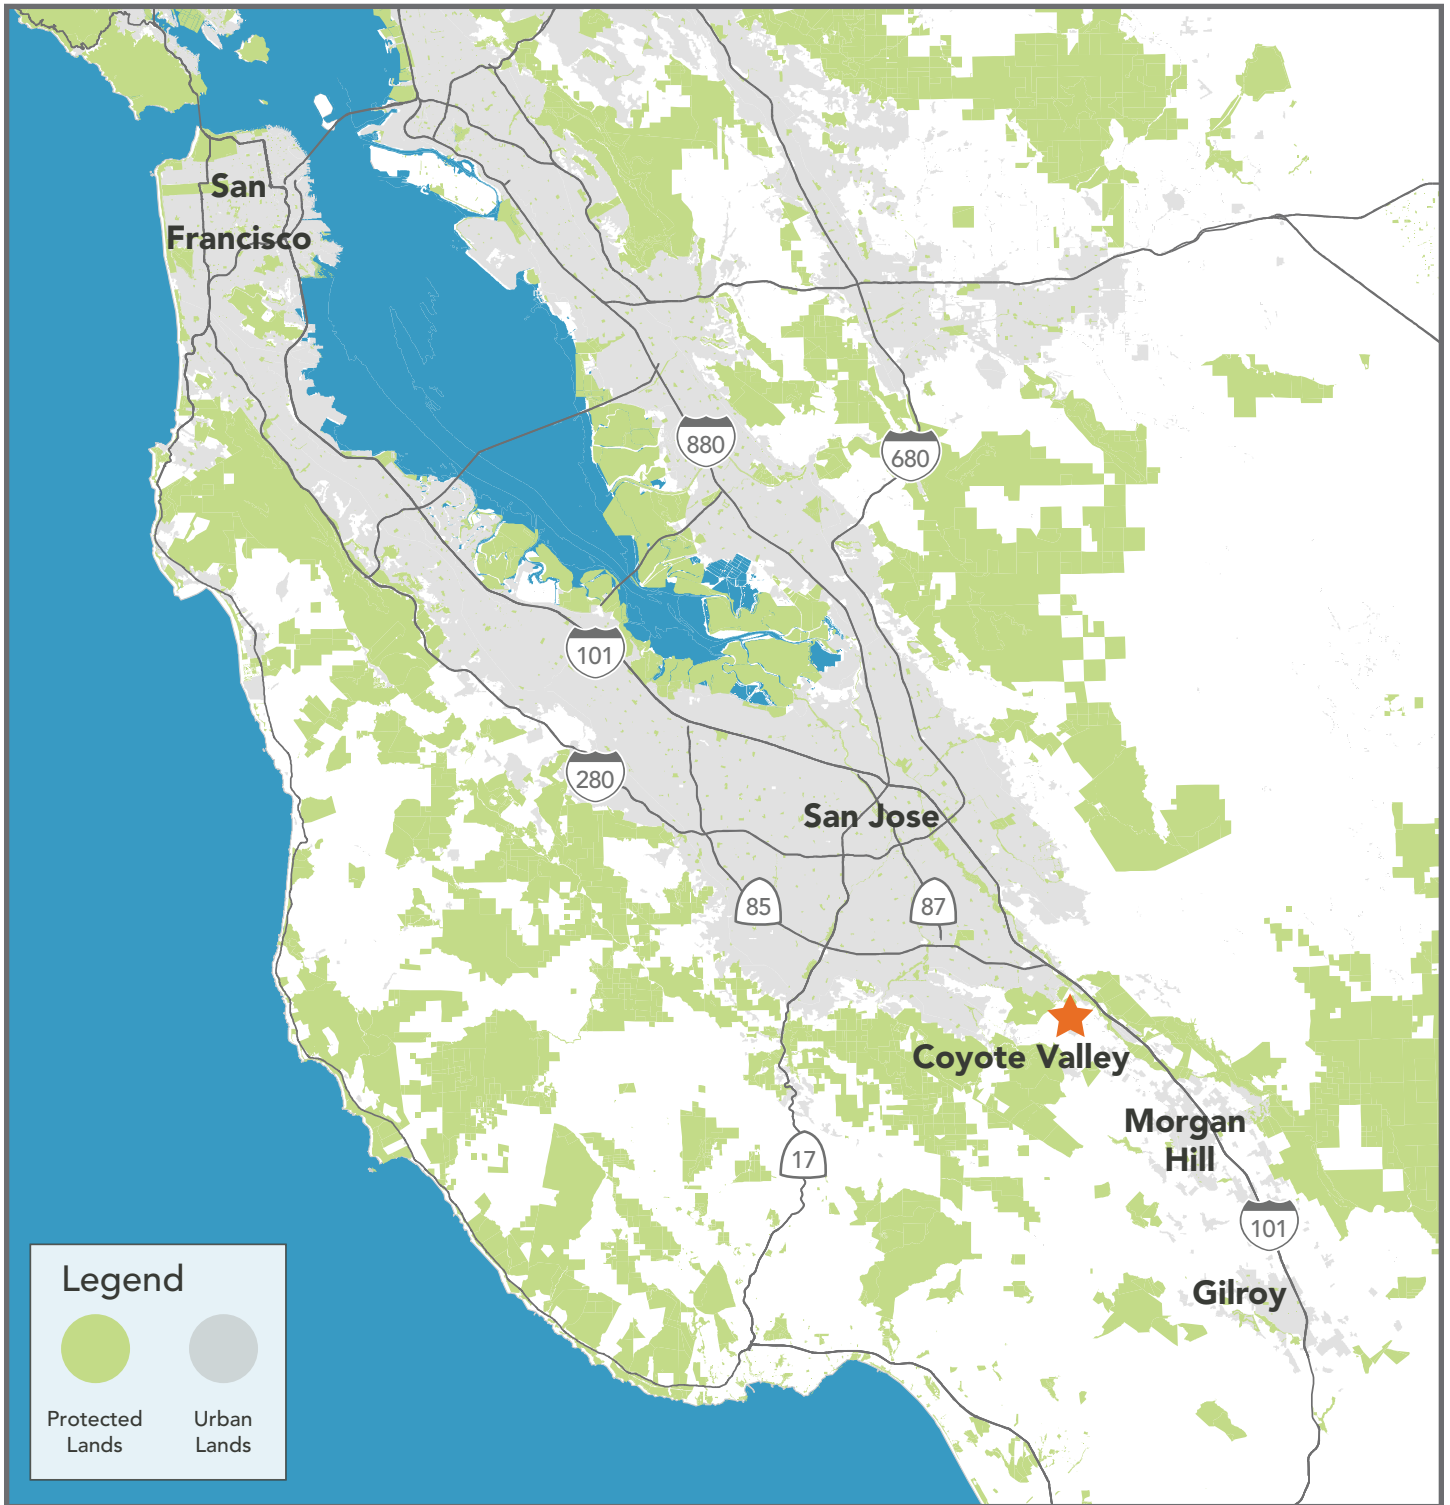 San
Francisco
880
680
101
280
San Jose
85
87
Coyote Valley
Morgan
Hill
17
101
Gilroy
Legend
Protected
Lands
Urban
Lands